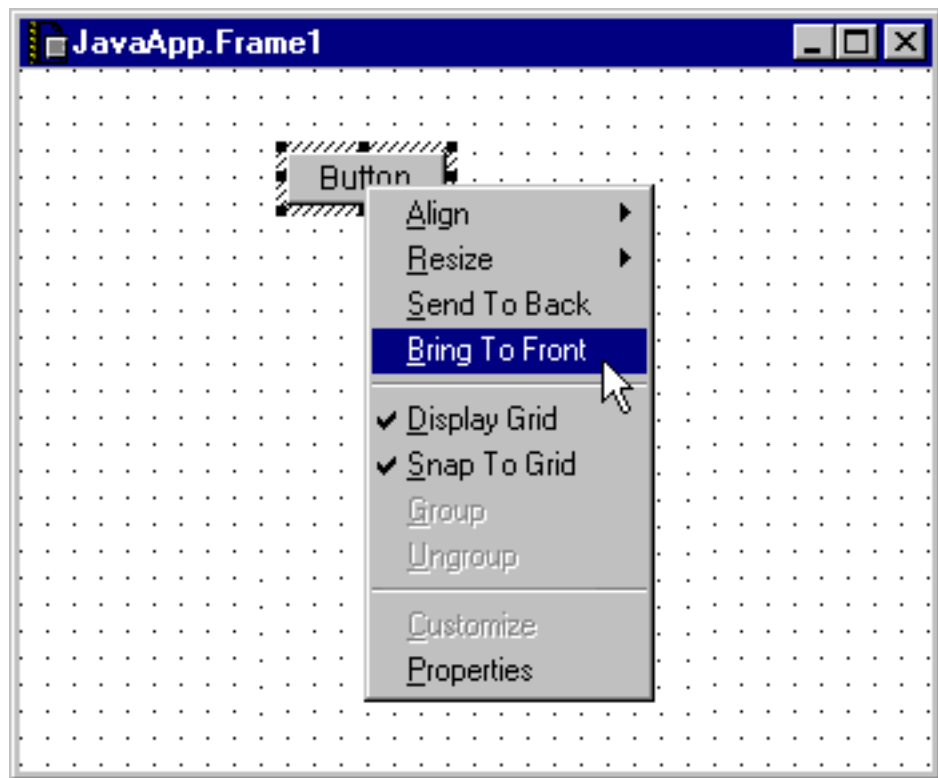 JavaApp.Frame1
Button
Align
Resize
Send To Back
Bring To Front
Display Grid
Snap To Grid
Group
Ungroup
Customize
Properties